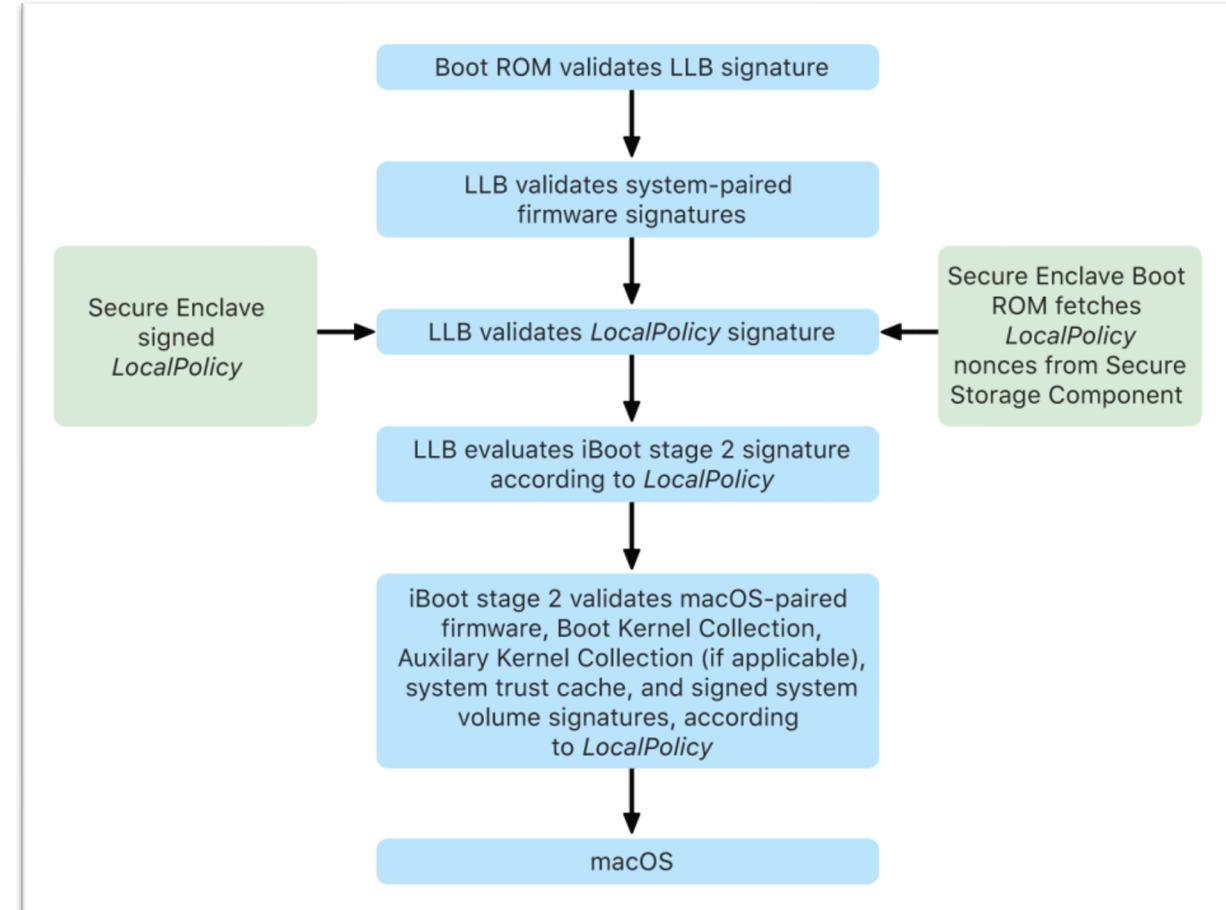 Boot ROM validates LLB signature
LLB validates system-paired
firmware signatures
Secure Enclave
signed
LocalPolicy
LLB validates LocalPolicy signature
Secure Enclave Boot
ROM fetches
LocalPolicy
nonces from Secure
Storage Component
LLB evaluates iBoot stage 2 signature
according to LocalPolicy
iBoot stage 2 validates macOS-paired
firmware, Boot Kernel Collection,
Auxilary Kernel Collection (if applicable),
system trust cache, and signed system
volume signatures, according
to LocalPolicy
macOS